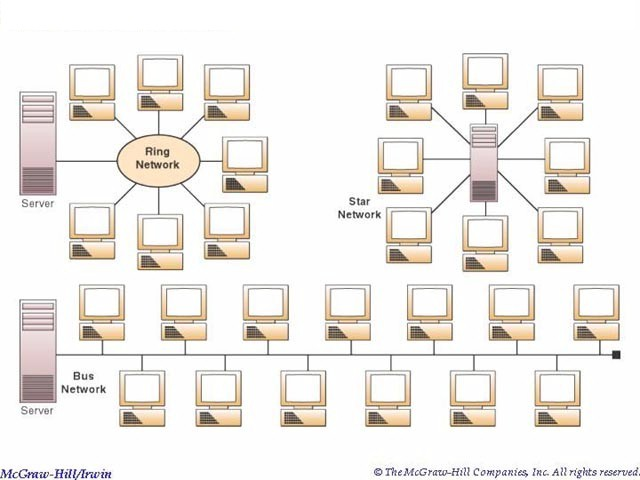 Ring
Network
Server
Star
Network
Bus
Network
Server
McGraw-Hill/Irwin
© The McGraw-Hill Companies, Inc. All rights reserved.